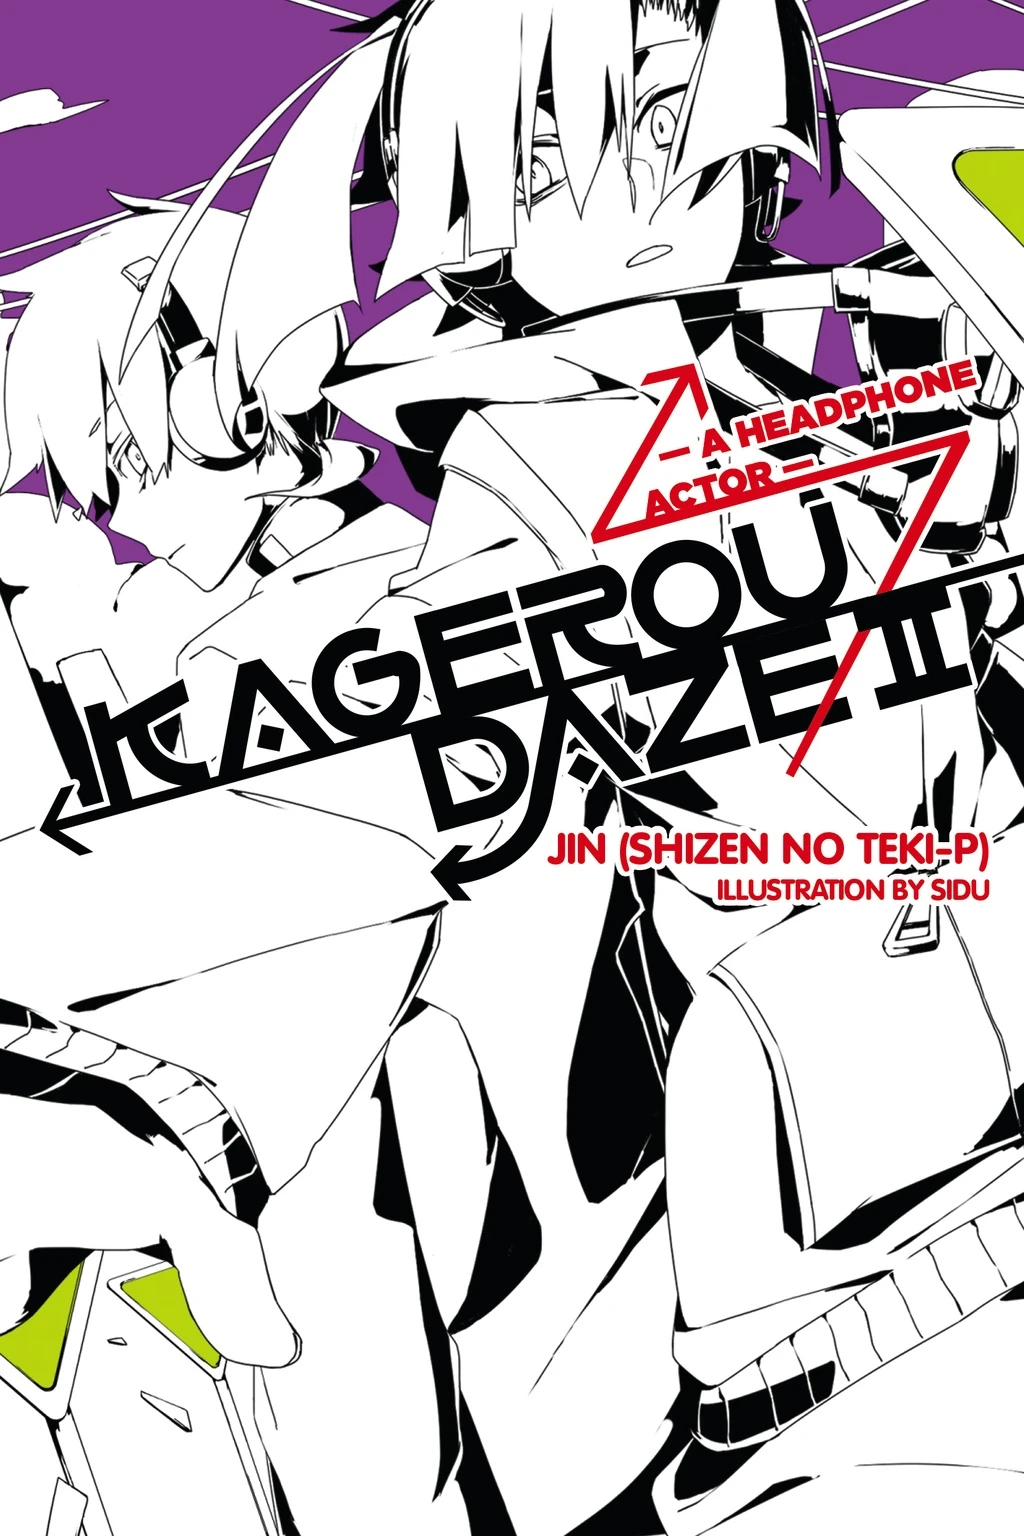 — A HEADPHONE
ACTOR —
KAGEROU
DAZE II
JIN (SHIZEN NO TEKI-P)
ILLUSTRATION BY SIDU